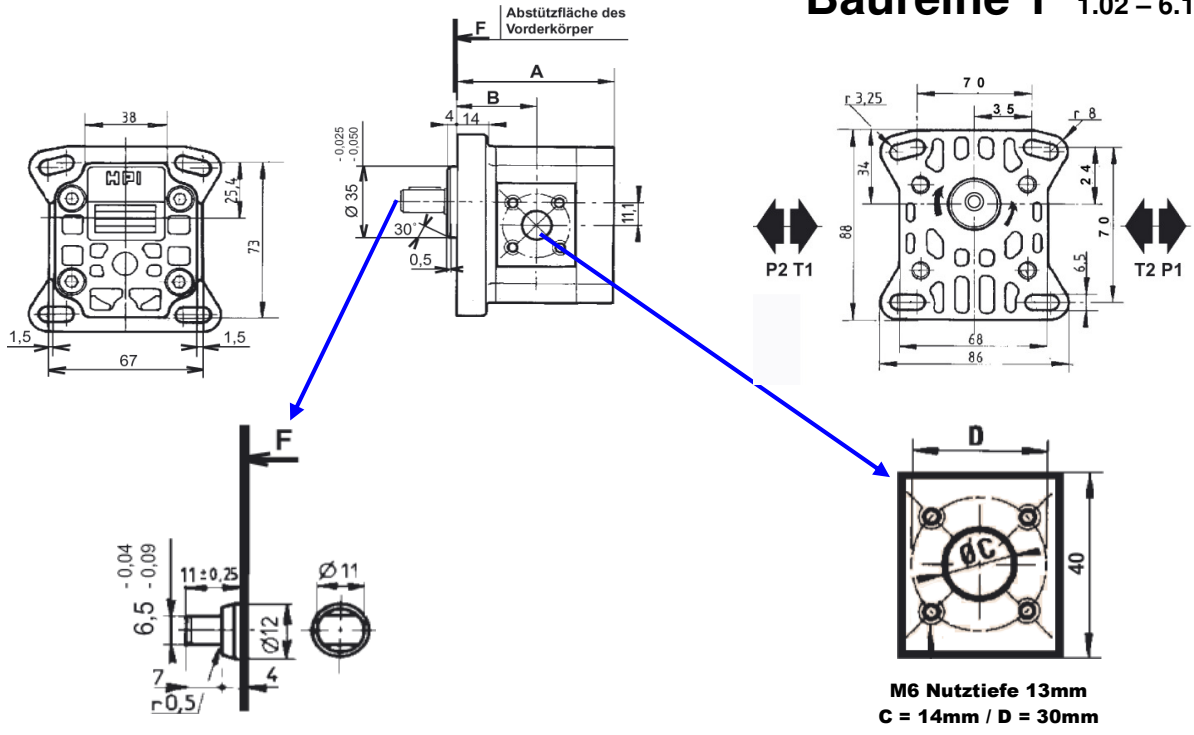 Baureihe 1 1.02 – 6.1
Abstützfläche des
Vorderkörper
F
A
B
4
14
- 0,025
- 0,050
Ø 35
30°
0,5
11,1
38
HPI
25,4
73
1,5
1,5
67
70
35
r 3,25
r 8
34
24
88
70
6,5
P2 T1
T2 P1
68
86
F
- 0,04
- 0,09
6,5
11±0,25
Ø 11
Ø12
7
4
r 0,5
D
ØC
40
M6 Nutztiefe 13mm
C = 14mm / D = 30mm